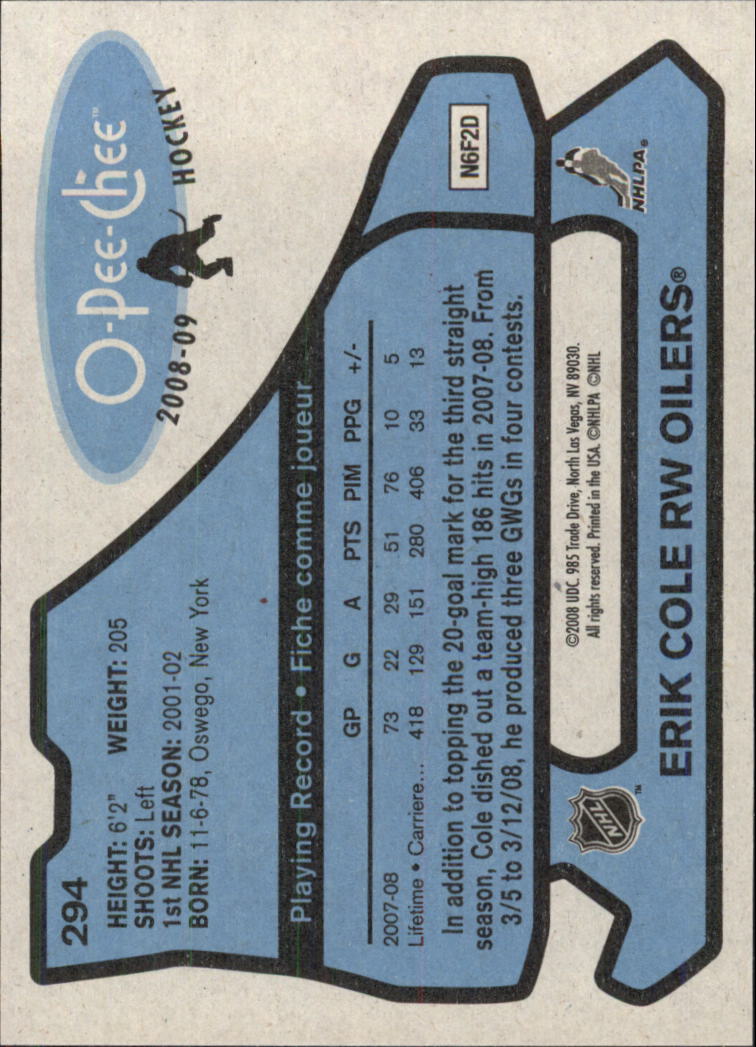 O-Pee-Chee™
2008-09 HOCKEY
294
HEIGHT: 6'2" WEIGHT: 205
SHOOTS: Left
1st NHL SEASON: 2001-02
BORN: 11-6-78, Oswego, New York
Playing Record • Fiche comme joueur
GP G A PTS PIM PPG +/-
2007-08 73 22 29 51 76 10 5
Lifetime • Carriere.... 418 129 151 280 406 33 13
In addition to topping the 20-goal mark for the third straight
season, Cole dished out a team-high 186 hits in 2007-08. From
3/5 to 3/12/08, he produced three GWGs in four contests.
N6F2D
NHL™
©2008 UDC. 985 Trade Drive, North Las Vegas, NV 89030.
All rights reserved. Printed in the USA. ©NHLPA ©NHL
NHLPA®
ERIK COLE RW OILERS®